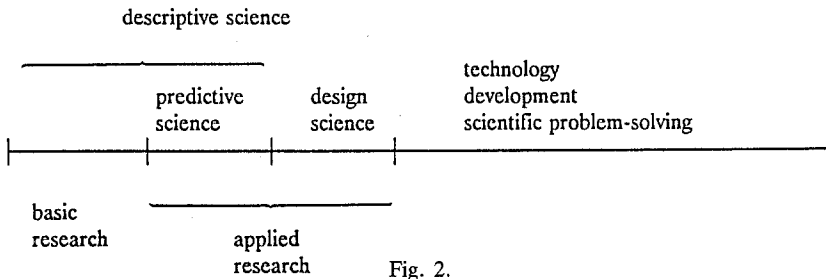 descriptive science
predictive
science
design
science
technology
development
scientific problem-solving
basic
research
applied
research
Fig. 2.